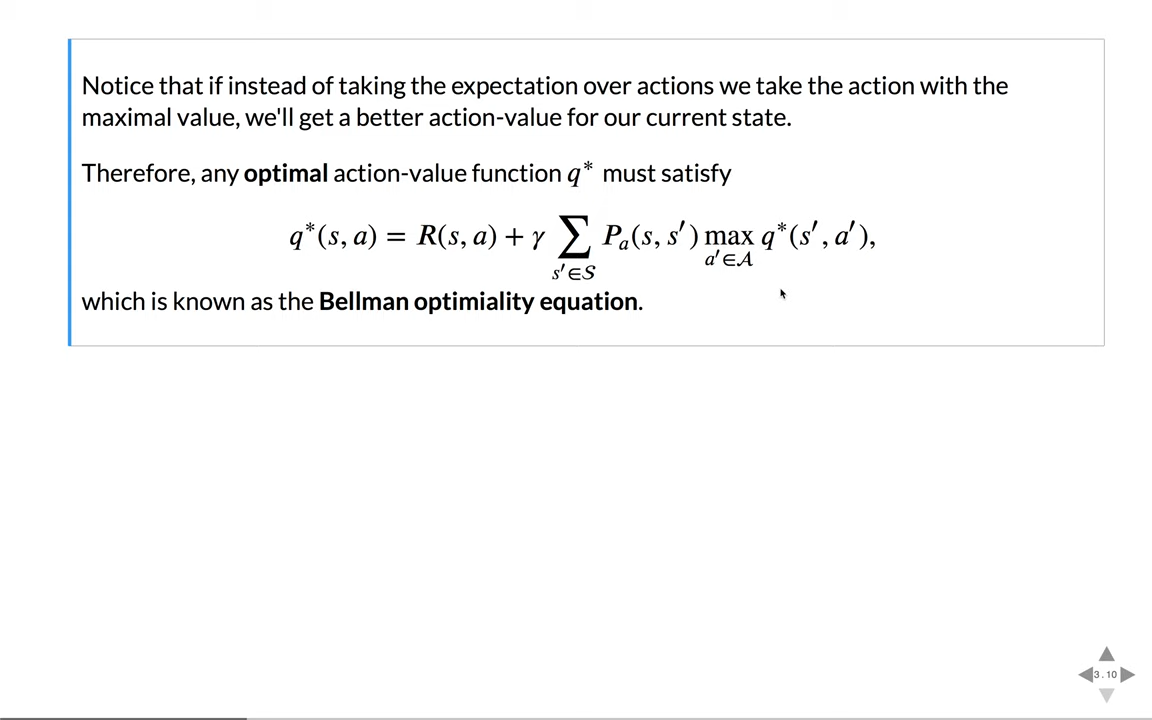 Notice that if instead of taking the expectation over actions we take the action with the
maximal value, we'll get a better action-value for our current state.
Therefore, any optimal action-value function q* must satisfy
q*(s, a) = R(s, a) + γ ∑_{s′∈𝒮} P_a(s, s′) max_{a′∈𝒜} q*(s′, a′),
which is known as the Bellman optimiality equation.
3.10